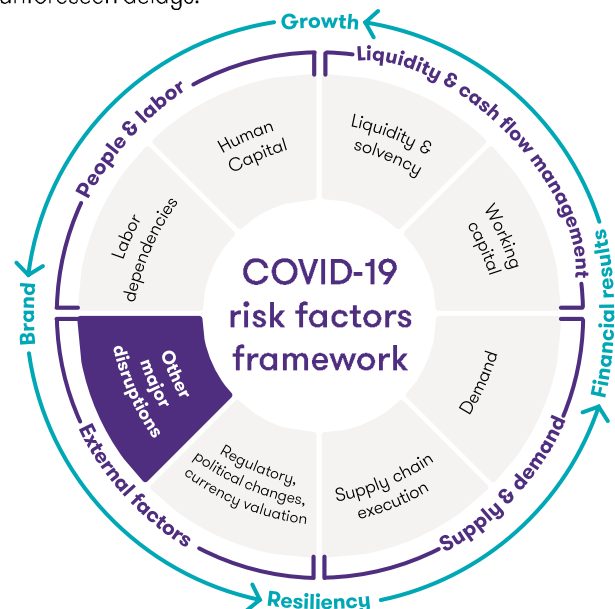 unforeseen delays.
Growth
Liquidity & cash flow management
People & labor
Human
Capital
Liquidity &
solvency
Labor
dependencies
Working
capital
COVID-19
risk factors
framework
Brand
Financial results
Other
major
disruptions
Demand
Regulatory,
political changes,
currency valuation
Supply chain
execution
External factors
Supply & demand
Resiliency